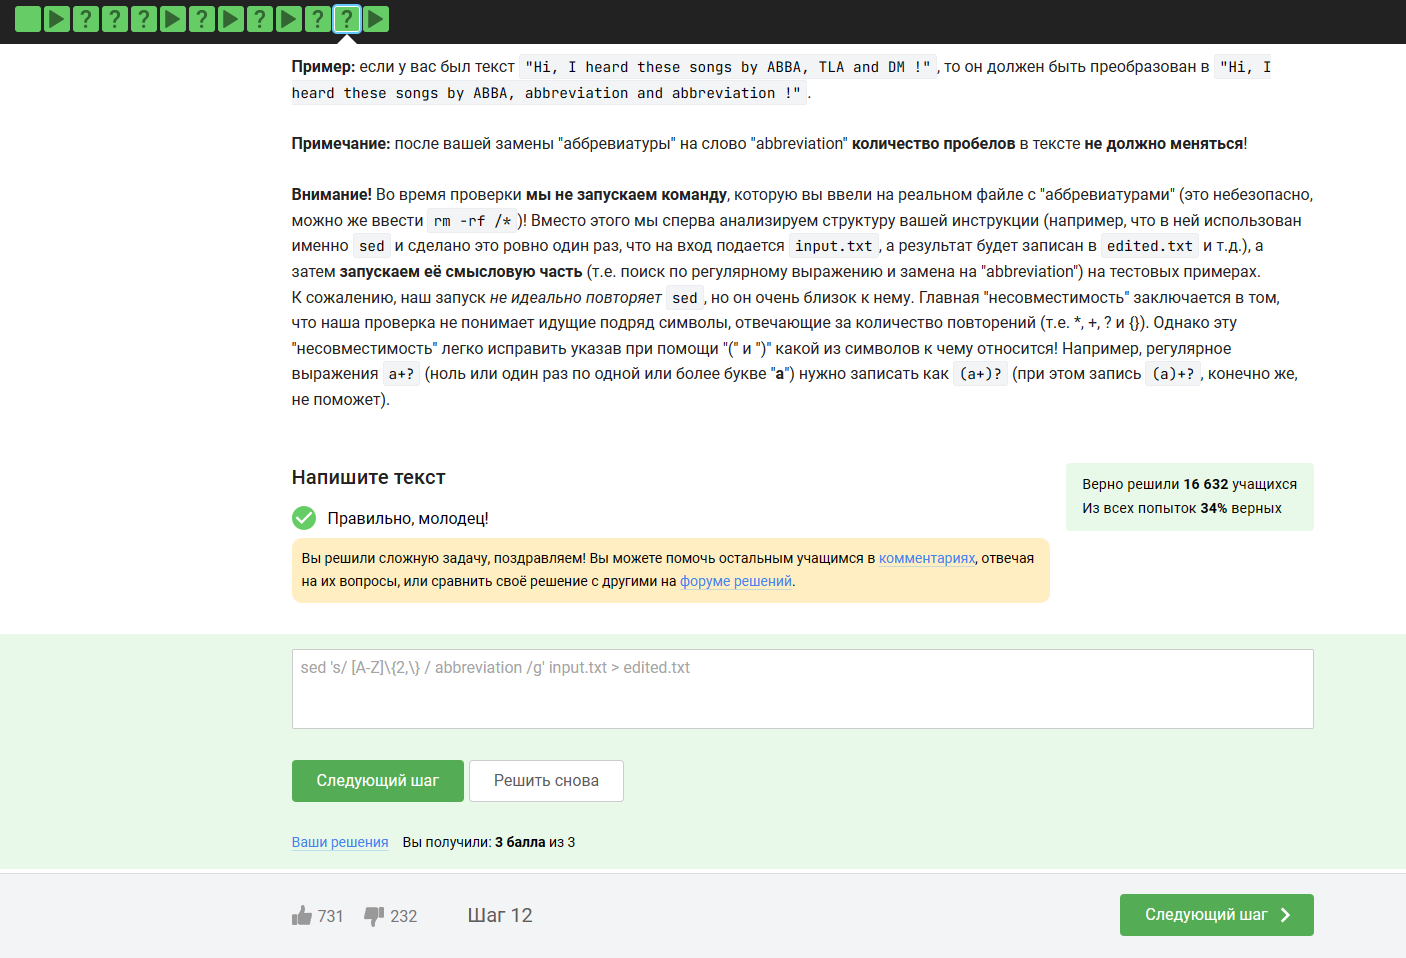 ? ? ? ? ? ? ?
Пример: если у вас был текст "Hi, I heard these songs by ABBA, TLA and DM !", то он должен быть преобразован в "Hi, I
heard these songs by ABBA, abbreviation and abbreviation !".
Примечание: после вашей замены "аббревиатуры" на слово "abbreviation" количество пробелов в тексте не должно меняться!
Внимание! Во время проверки мы не запускаем команду, которую вы ввели на реальном файле с "аббревиатурами" (это небезопасно,
можно же ввести rm -rf /*)! Вместо этого мы сперва анализируем структуру вашей инструкции (например, что в ней использован
именно sed и сделано это ровно один раз, что на вход подается input.txt, а результат будет записан в edited.txt и т.д.), а
затем запускаем её смысловую часть (т.е. поиск по регулярному выражению и замена на "abbreviation") на тестовых примерах.
К сожалению, наш запуск не идеально повторяет sed, но он очень близок к нему. Главная "несовместимость" заключается в том,
что наша проверка не понимает идущие подряд символы, отвечающие за количество повторений (т.е. *, +, ? и {}). Однако эту
"несовместимость" легко исправить указав при помощи "(" и ")" какой из символов к чему относится! Например, регулярное
выражения a+? (ноль или один раз по одной или более букве "a") нужно записать как (a+)? (при этом запись (a)+?, конечно же,
не поможет).
Напишите текст
Верно решили 16 632 учащихся
Из всех попыток 34% верных
Правильно, молодец!
Вы решили сложную задачу, поздравляем! Вы можете помочь остальным учащимся в комментариях, отвечая
на их вопросы, или сравнить своё решение с другими на форуме решений.
sed 's/ [A-Z]\{2,\} / abbreviation /g' input.txt > edited.txt
Следующий шаг Решить снова
Ваши решения Вы получили: 3 балла из 3
731 232 Шаг 12 Следующий шаг